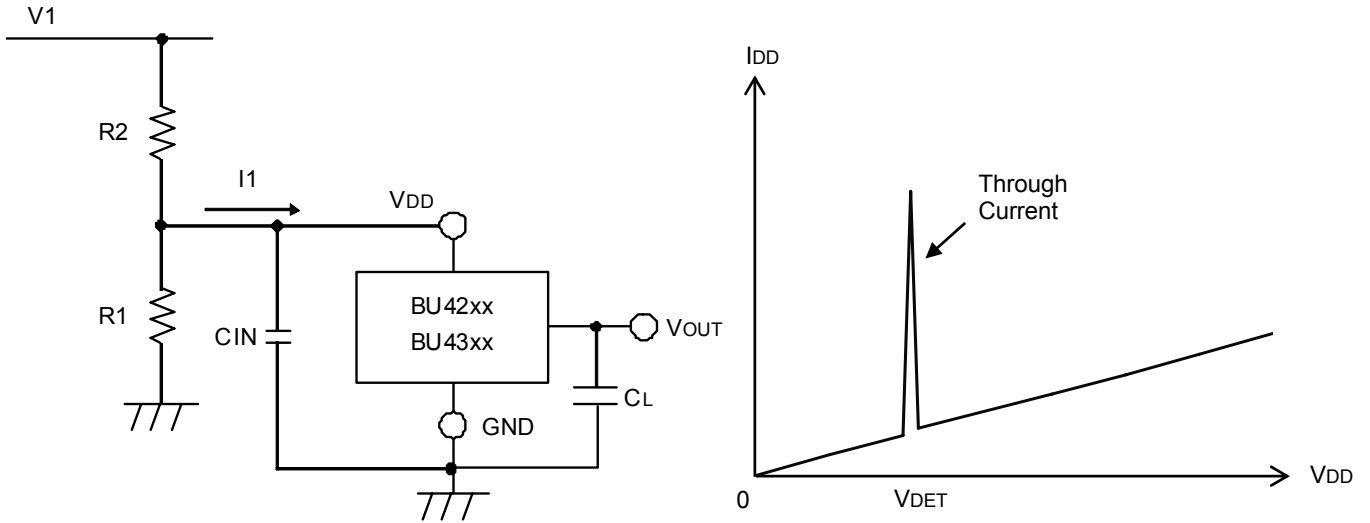 V1
R2
I1
VDD
R1
CIN
BU42xx
BU43xx
VOUT
CL
GND
IDD
Through
Current
0
VDET
VDD